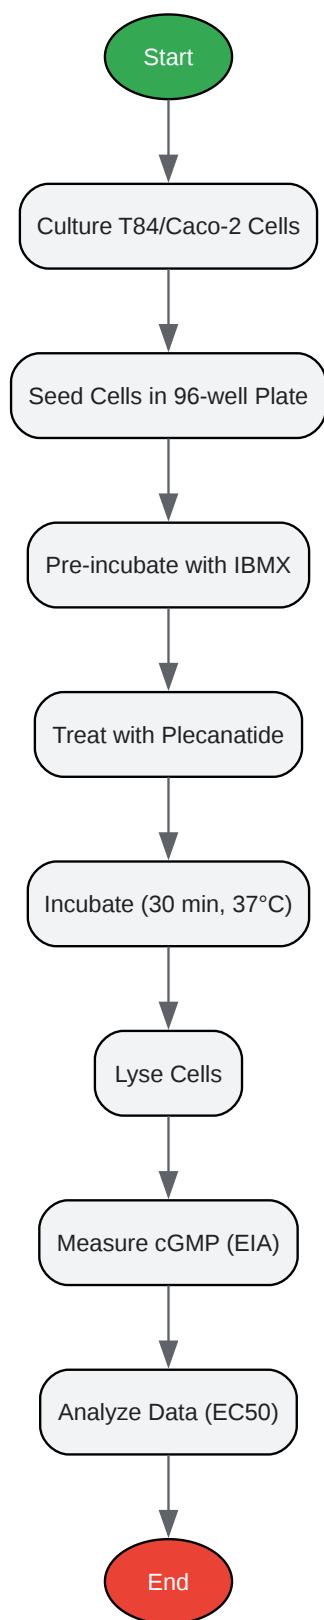 Start
Culture T84/Caco-2 Cells
Seed Cells in 96-well Plate
Pre-incubate with IBMX
Treat with Plecanatide
Incubate (30 min, 37°C)
Lyse Cells
Measure cGMP (EIA)
Analyze Data (EC50)
End